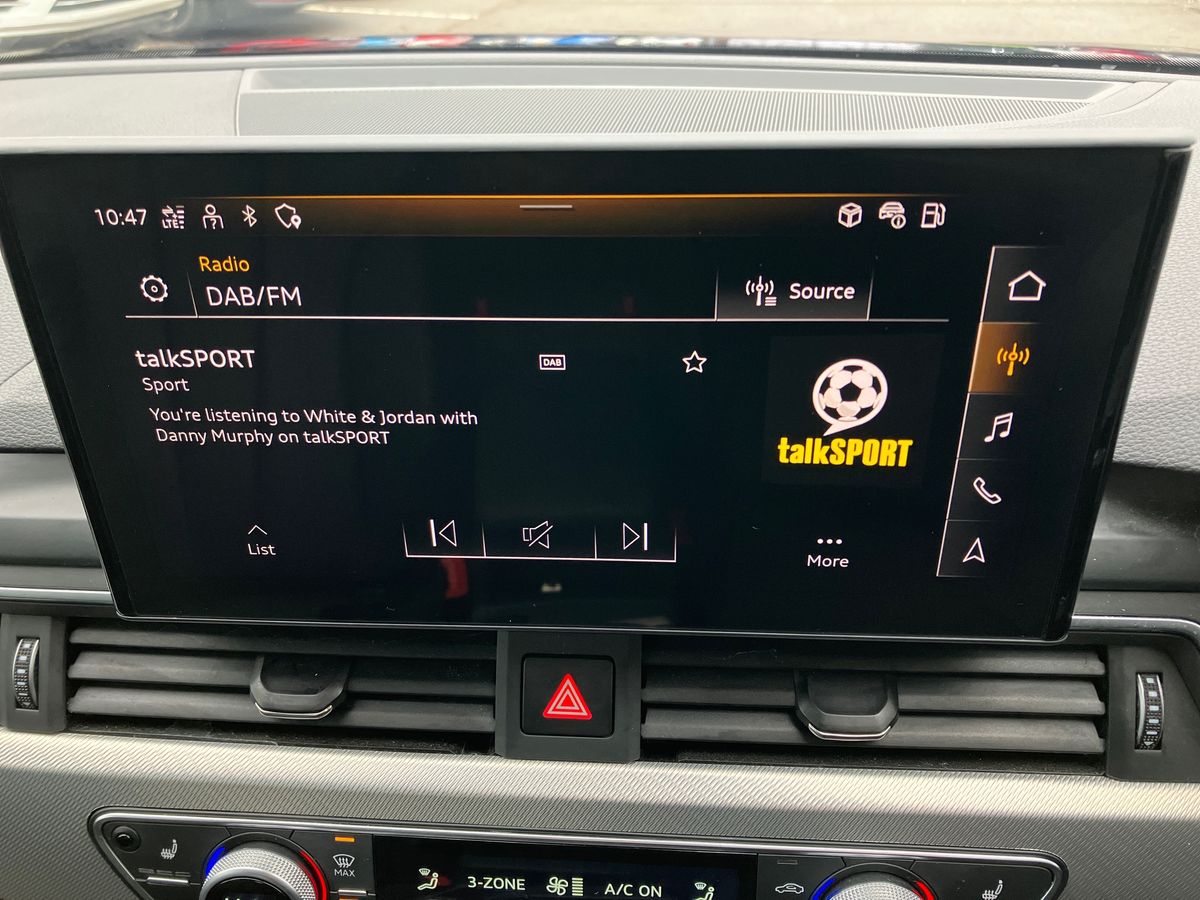 10:47 LTE ?
Radio
DAB/FM
Source
talkSPORT
DAB
Sport
You're listening to White & Jordan with
Danny Murphy on talkSPORT
talkSPORT
List
More
MAX
3-ZONE
A/C ON